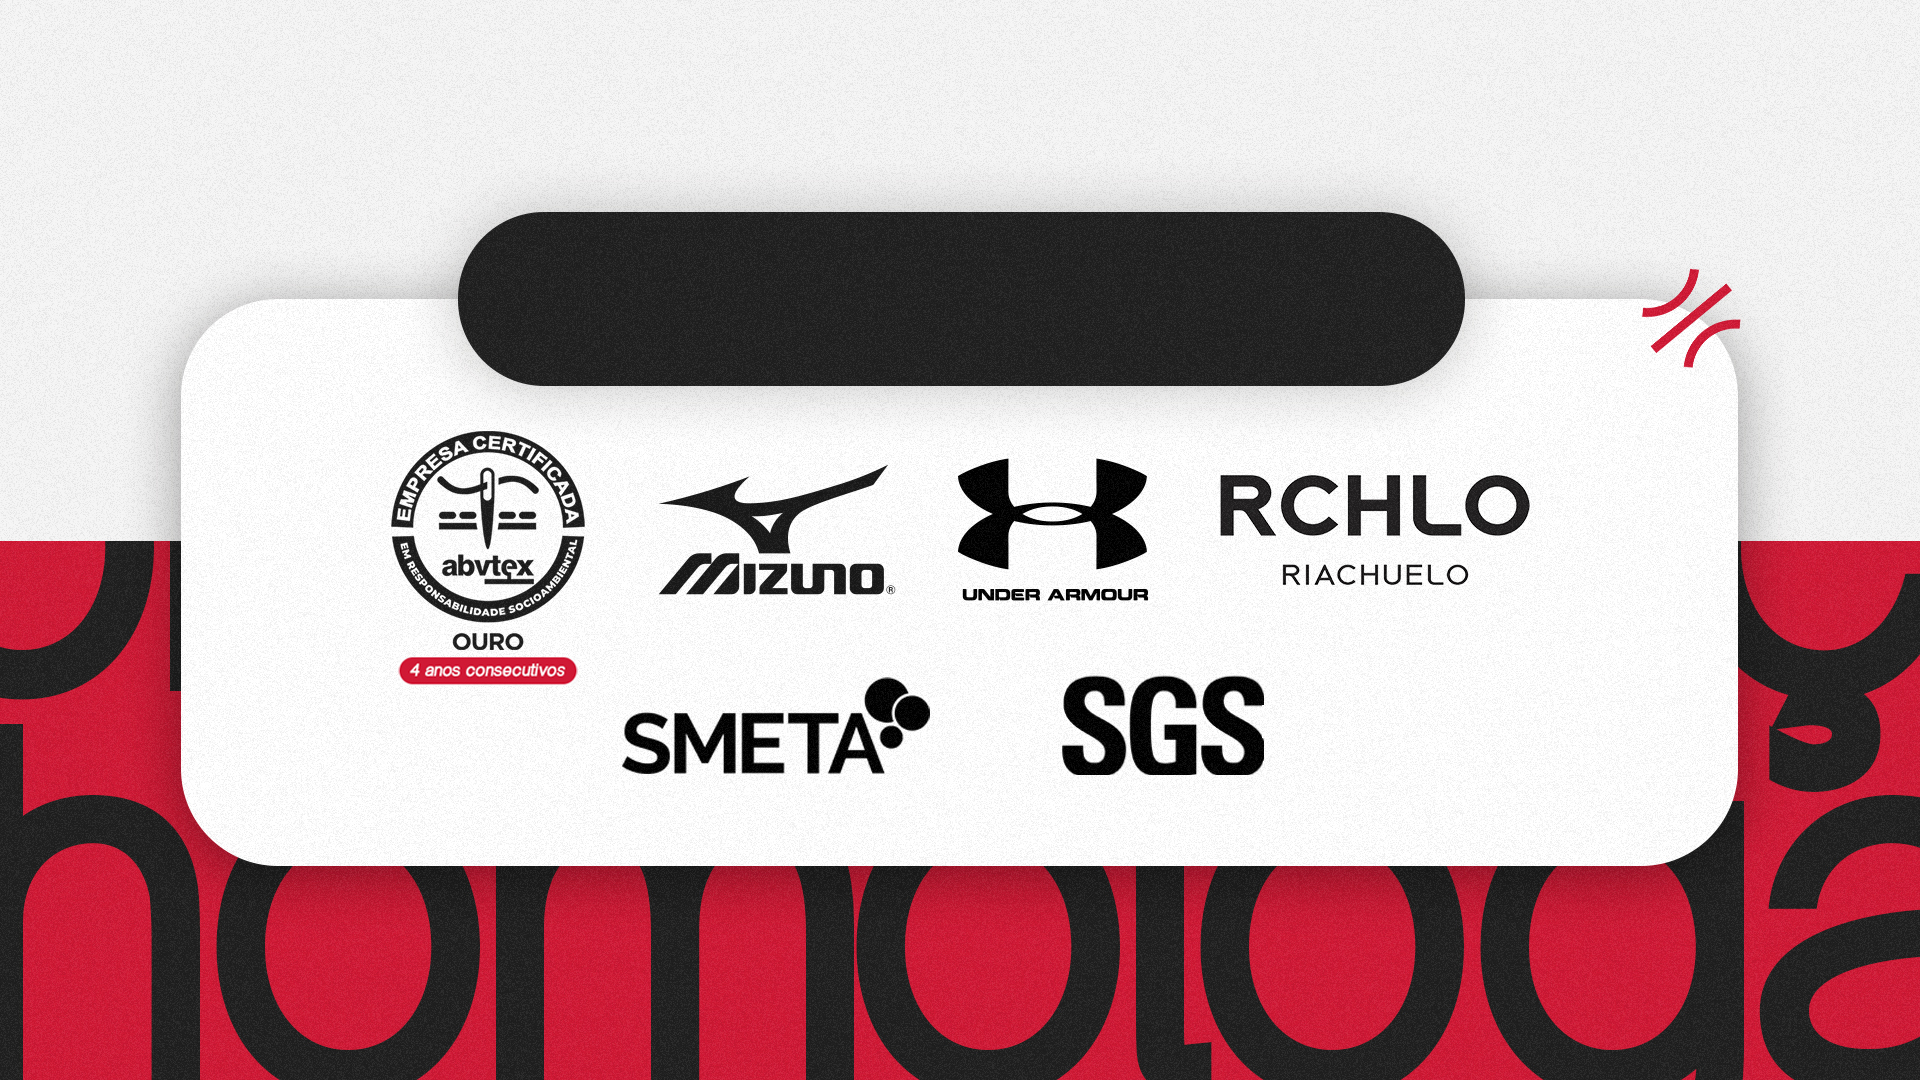 EMPRESA CERTIFICADA
abvtex
EM RESPONSABILIDADE SOCIOAMBIENTAL
OURO
4 anos consecutivos
MIZUNO®
UNDER ARMOUR
RCHLO
RIACHUELO
SMETA
SGS
homologa